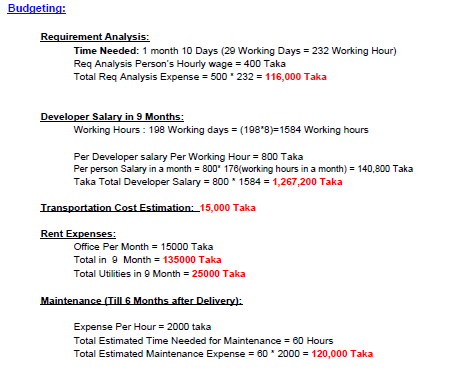 Budgeting:
Requirement Analysis:
Time Needed: 1 month 10 Days (29 Working Days = 232 Working Hour)
Req Analysis Person's Hourly wage = 400 Taka
Total Req Analysis Expense = 500 * 232 = 116,000 Taka
Developer Salary in 9 Months:
Working Hours : 198 Working days = (198*8)=1584 Working hours
Per Developer salary Per Working Hour = 800 Taka
Per person Salary in a month = 800* 176(working hours in a month) = 140,800 Taka
Taka Total Developer Salary = 800 * 1584 = 1,267,200 Taka
Transportation Cost Estimation: 15,000 Taka
Rent Expenses:
Office Per Month = 15000 Taka
Total in 9 Month = 135000 Taka
Total Utilities in 9 Month = 25000 Taka
Maintenance (Till 6 Months after Delivery):
Expense Per Hour = 2000 taka
Total Estimated Time Needed for Maintenance = 60 Hours
Total Estimated Maintenance Expense = 60 * 2000 = 120,000 Taka